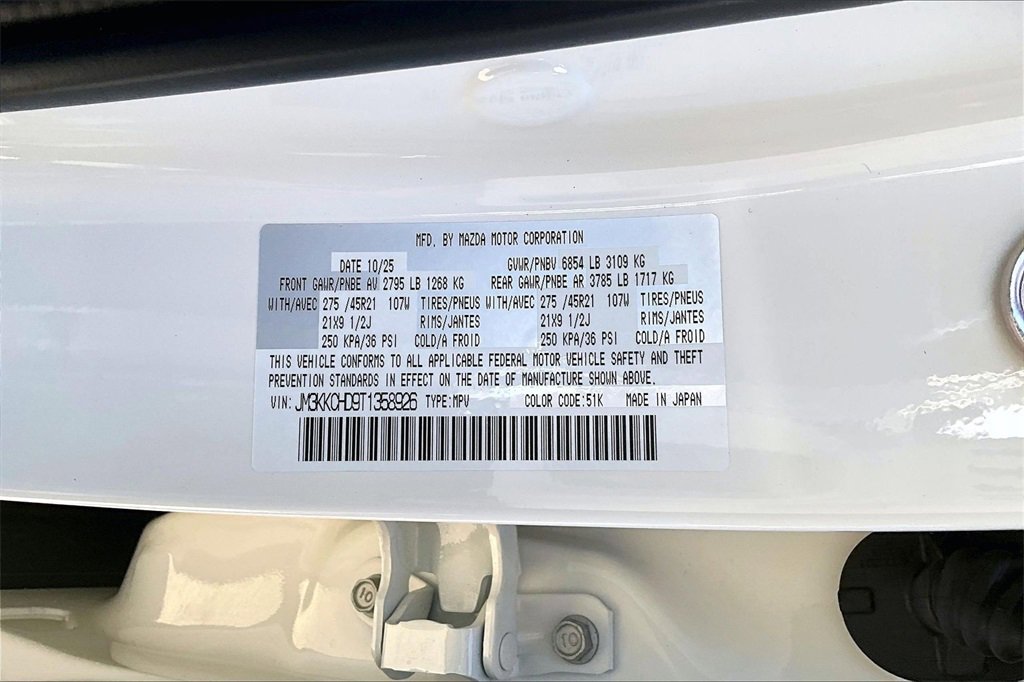 MFD. BY MAZDA MOTOR CORPORATION
DATE 10/25 GVWR/PNBV 6854 LB 3109 KG
FRONT GAWR/PNBE AV 2795 LB 1268 KG REAR GAWR/PNBE AR 3785 LB 1717 KG
WITH/AVEC 275 /45R21 107W TIRES/PNEUS WITH/AVEC 275 /45R21 107W TIRES/PNEUS
21X9 1/2J RIMS/JANTES 21X9 1/2J RIMS/JANTES
250 KPA/36 PSI COLD/A FROID 250 KPA/36 PSI COLD/A FROID
THIS VEHICLE CONFORMS TO ALL APPLICABLE FEDERAL MOTOR VEHICLE SAFETY AND THEFT
PREVENTION STANDARDS IN EFFECT ON THE DATE OF MANUFACTURE SHOWN ABOVE.
VIN: JM3KKCHD9T1358926 TYPE:MPV COLOR CODE:51K MADE IN JAPAN
10
10